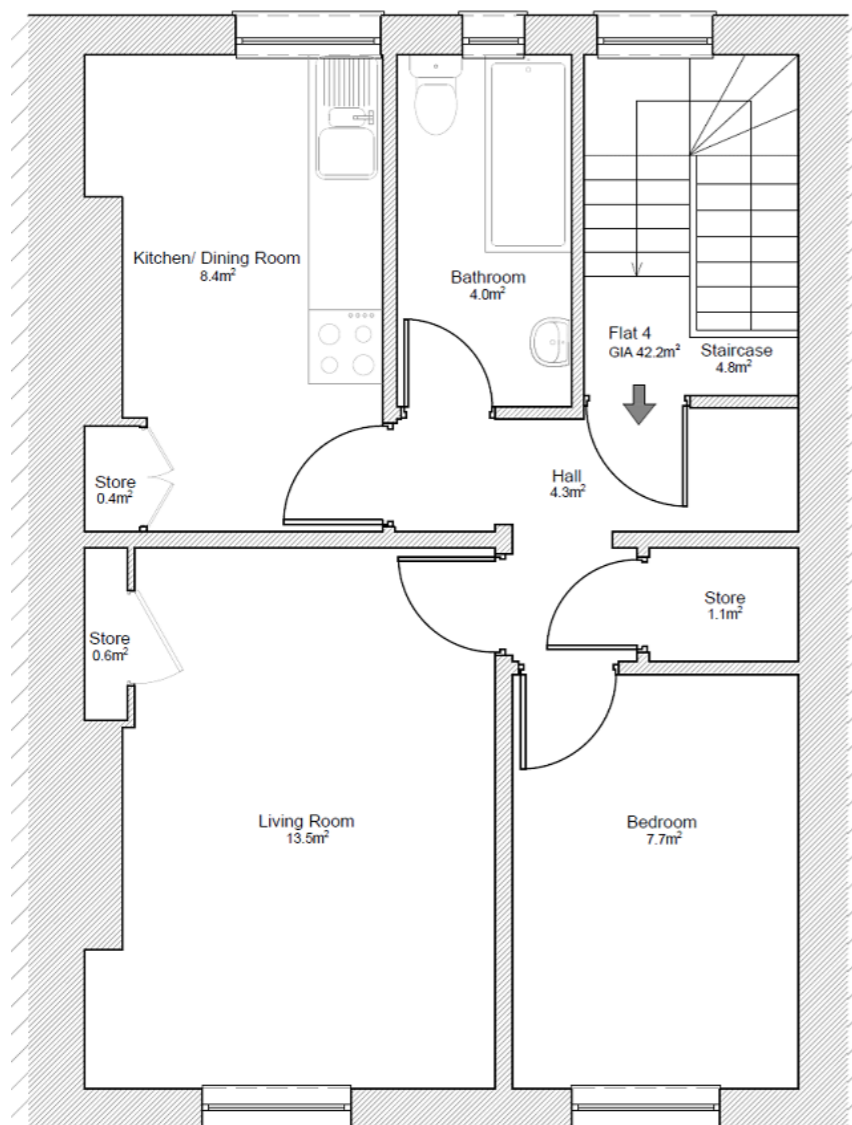 Kitchen/ Dining Room
8.4m²
Bathroom
4.0m²
Flat 4
GIA 42.2m²
Staircase
4.8m²
Store
0.4m²
Hall
4.3m²
Store
0.6m²
Store
1.1m²
Living Room
13.5m²
Bedroom
7.7m²